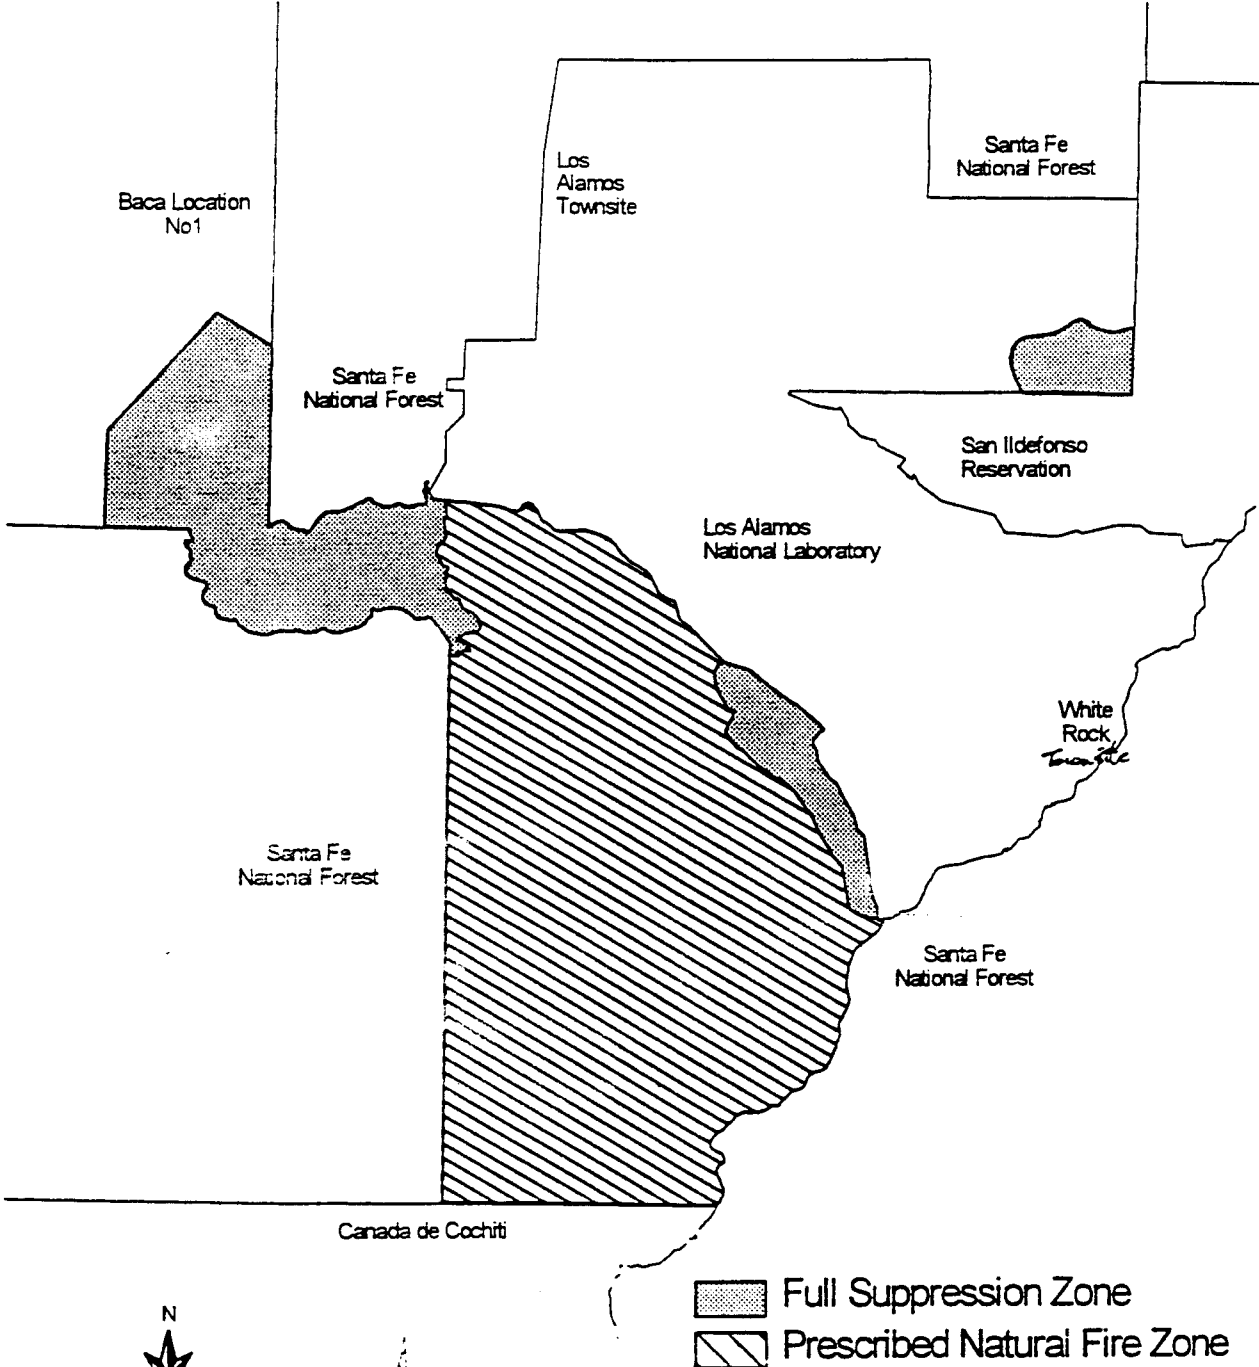 Santa Fe
National Forest
Los
Alamos
Townsite
Baca Location
No1
Santa Fe
National Forest
San Ildefonso
Reservation
Los Alamos
National Laboratory
White
Rock
Townsite
Santa Fe
National Forest
Santa Fe
National Forest
Canada de Cochiti
Full Suppression Zone
N
Prescribed Natural Fire Zone